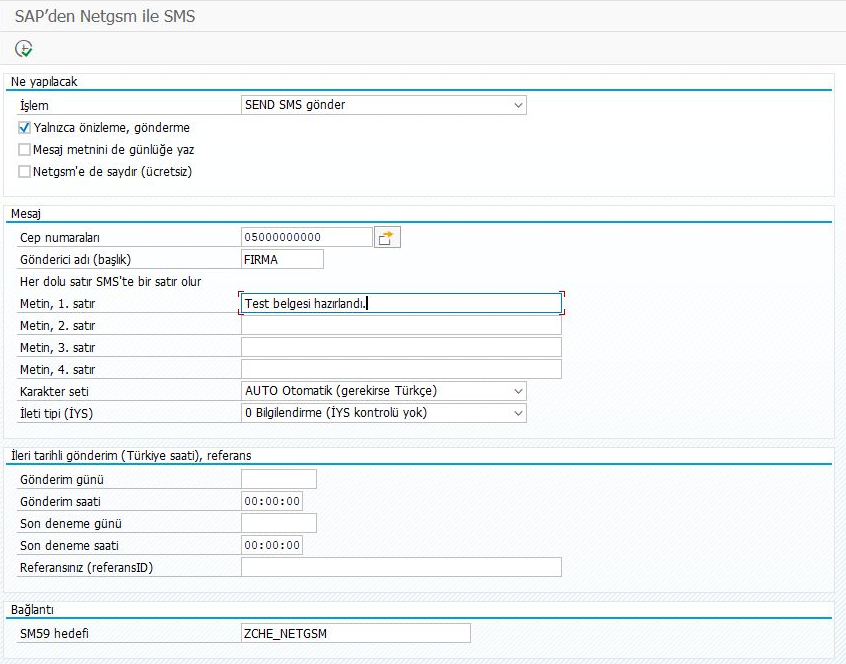 SAP’den Netgsm ile SMS
Ne yapılacak
İşlem SEND SMS gönder
Yalnızca önizleme, gönderme
Mesaj metnini de günlüğe yaz
Netgsm'e de saydır (ücretsiz)
Mesaj
Cep numaraları 05000000000
Gönderici adı (başlık) FIRMA
Her dolu satır SMS'te bir satır olur
Metin, 1. satır Test belgesi hazırlandı.
Metin, 2. satır
Metin, 3. satır
Metin, 4. satır
Karakter seti AUTO Otomatik (gerekirse Türkçe)
İleti tipi (İYS) 0 Bilgilendirme (İYS kontrolü yok)
İleri tarihli gönderim (Türkiye saati), referans
Gönderim günü
Gönderim saati 00:00:00
Son deneme günü
Son deneme saati 00:00:00
Referansınız (referansID)
Bağlantı
SM59 hedefi ZCHE_NETGSM